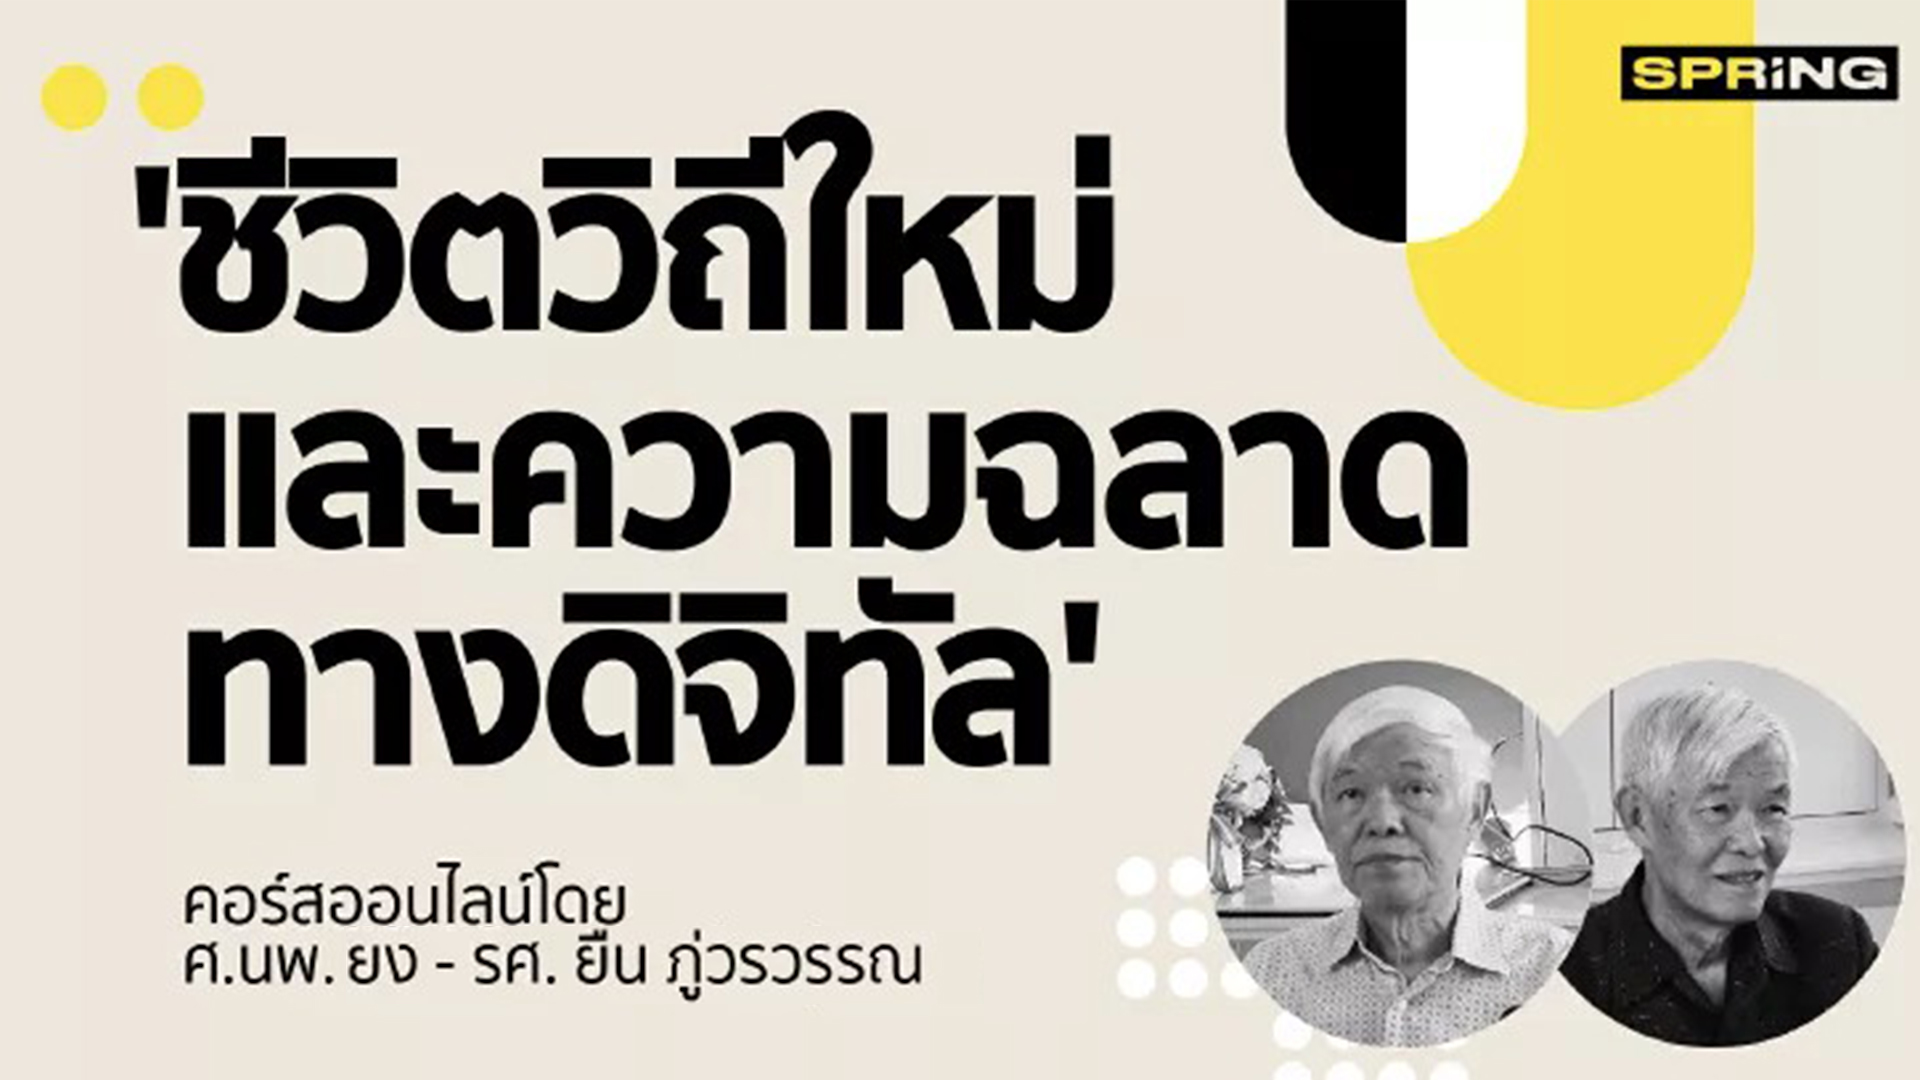 SPRiNG
'ชีวิตวิถีใหม่
และความฉลาด
ทางดิจิทัล'
คอร์สออนไลน์โดย
ศ.นพ. ยง - รศ. ยืน ภู่วรวรรณ